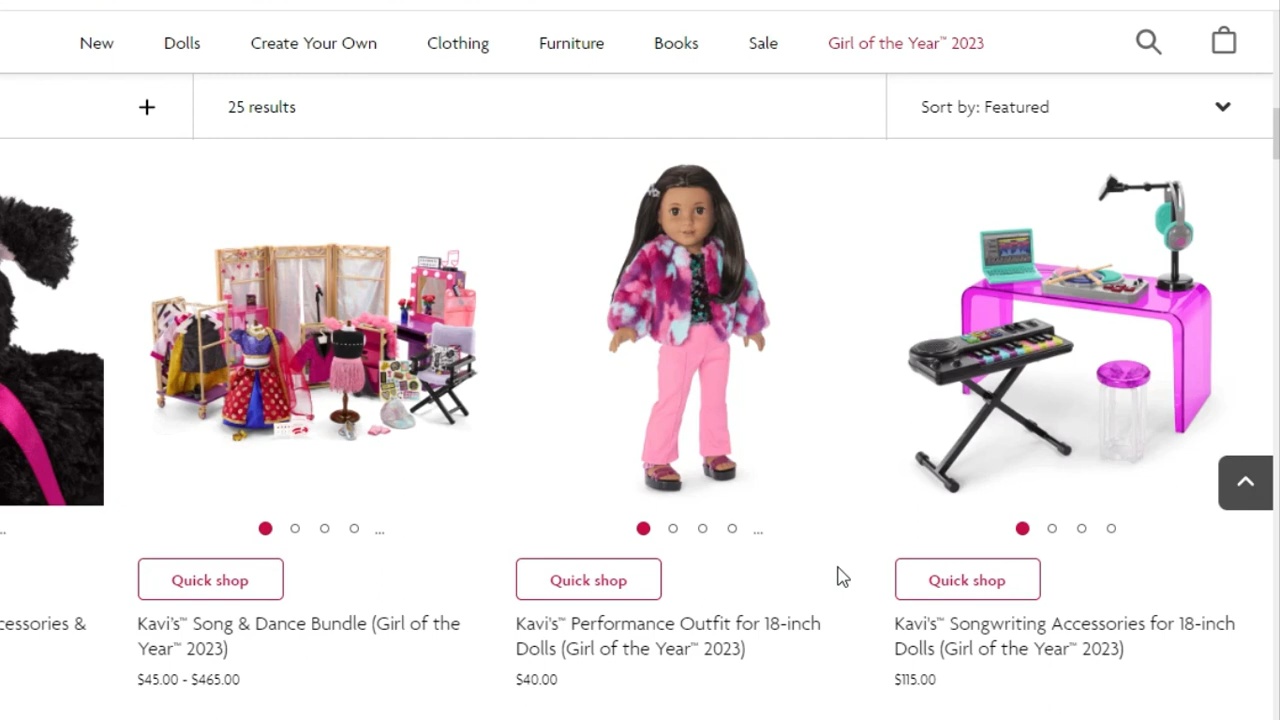 New
Dolls
Create Your Own
Clothing
Furniture
Books
Sale
Girl of the Year™ 2023
25 results
Sort by: Featured
Quick shop
Quick shop
Quick shop
cessories &
Kavi's™ Song & Dance Bundle (Girl of the
Year™ 2023)
$45.00 - $465.00
Kavi's™ Performance Outfit for 18-inch
Dolls (Girl of the Year™ 2023)
$40.00
Kavi's™ Songwriting Accessories for 18-inch
Dolls (Girl of the Year™ 2023)
$115.00